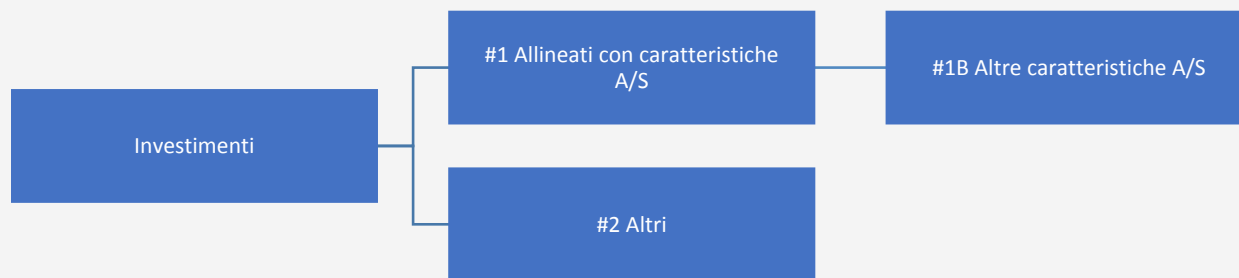 #1 Allineati con caratteristiche
A/S
#1B Altre caratteristiche A/S
Investimenti
#2 Altri